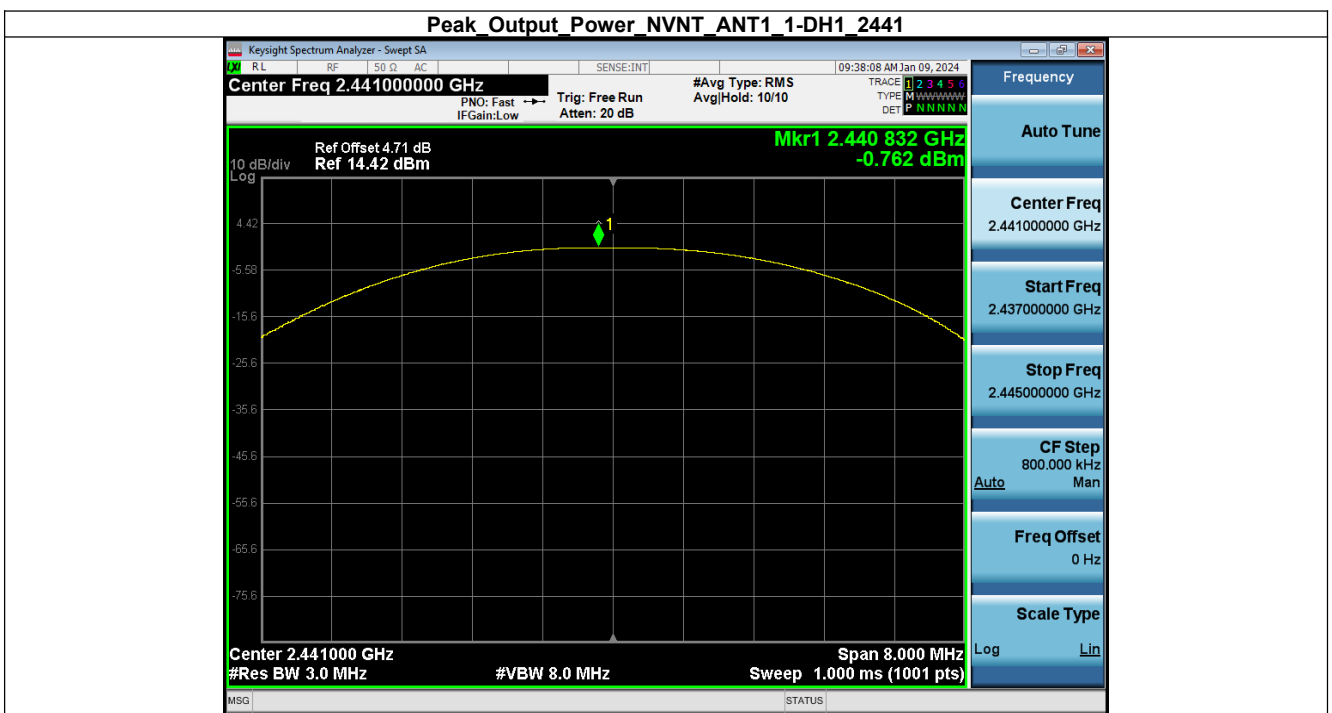 Peak_Output_Power_NVNT_ANT1_1-DH1_2441
Keysight Spectrum Analyzer - Swept SA
LXI RL RF 50 Ω AC SENSE:INT 09:38:08 AM Jan 09, 2024
Center Freq 2.441000000 GHz
PNO: Fast
IFGain:Low
Trig: Free Run
Atten: 20 dB
#Avg Type: RMS
Avg|Hold: 10/10
TRACE 1 2 3 4 5 6
TYPE M W W W W W
DET P N N N N N
Ref Offset 4.71 dB
10 dB/div Ref 14.42 dBm
Log
Mkr1 2.440 832 GHz
-0.762 dBm
1
4.42
-5.58
-15.6
-25.6
-35.6
-45.6
-55.6
-65.6
-75.6
Center 2.441000 GHz Span 8.000 MHz
#Res BW 3.0 MHz #VBW 8.0 MHz Sweep 1.000 ms (1001 pts)
MSG STATUS
Frequency
Auto Tune
Center Freq
2.441000000 GHz
Start Freq
2.437000000 GHz
Stop Freq
2.445000000 GHz
CF Step
800.000 kHz
Auto Man
Freq Offset
0 Hz
Scale Type
Log Lin